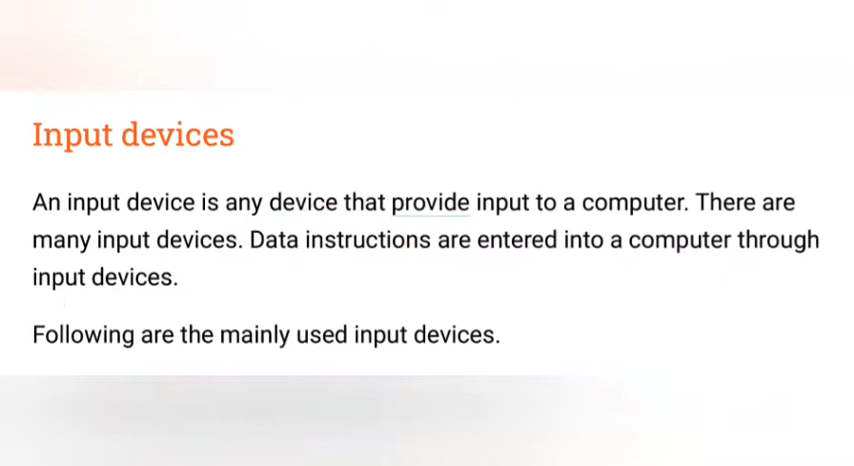 Input devices
An input device is any device that provide input to a computer. There are
many input devices. Data instructions are entered into a computer through
input devices.
Following are the mainly used input devices.